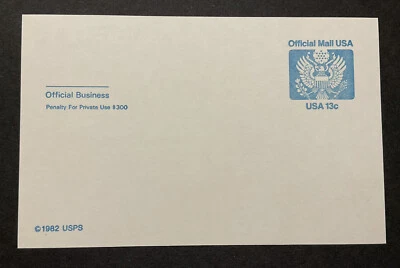 Official Mail USA
USA 13c
Official Business
Penalty For Private Use $300
©1982 USPS